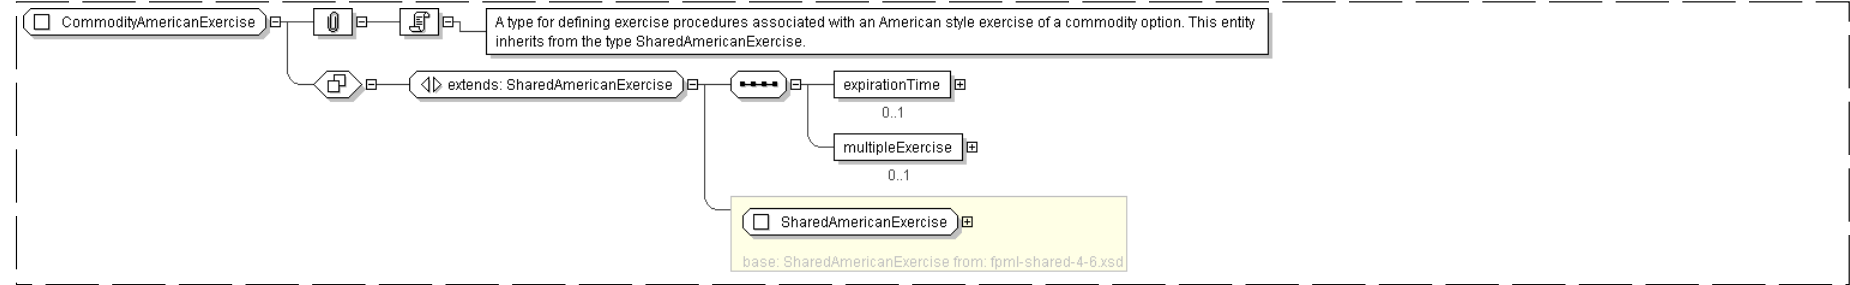 CommodityAmericanExercise
A type for defining exercise procedures associated with an American style exercise of a commodity option. This entity
inherits from the type SharedAmericanExercise.
extends: SharedAmericanExercise
expirationTime
0..1
multipleExercise
0..1
SharedAmericanExercise
base: SharedAmericanExercise from: fpml-shared-4-6.xsd